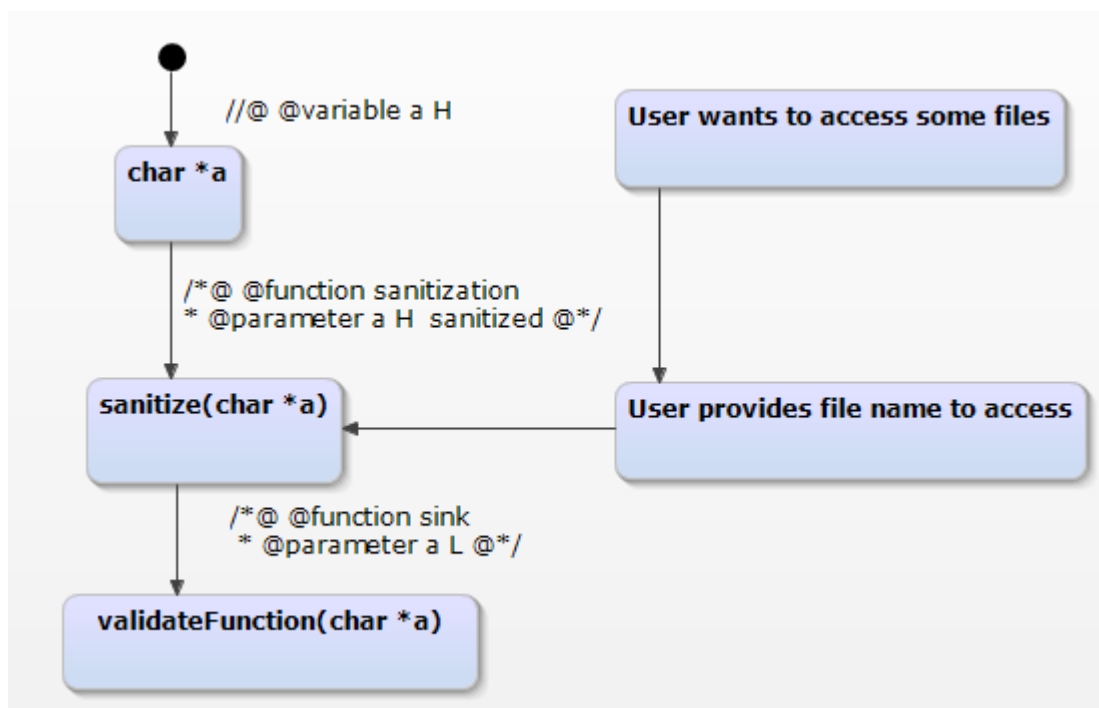 //@ @variable a H
User wants to access some files
char *a
/*@ @function sanitization
* @parameter a H  sanitized @*/
sanitize(char *a)
User provides file name to access
/*@ @function sink
* @parameter a L @*/
validateFunction(char *a)